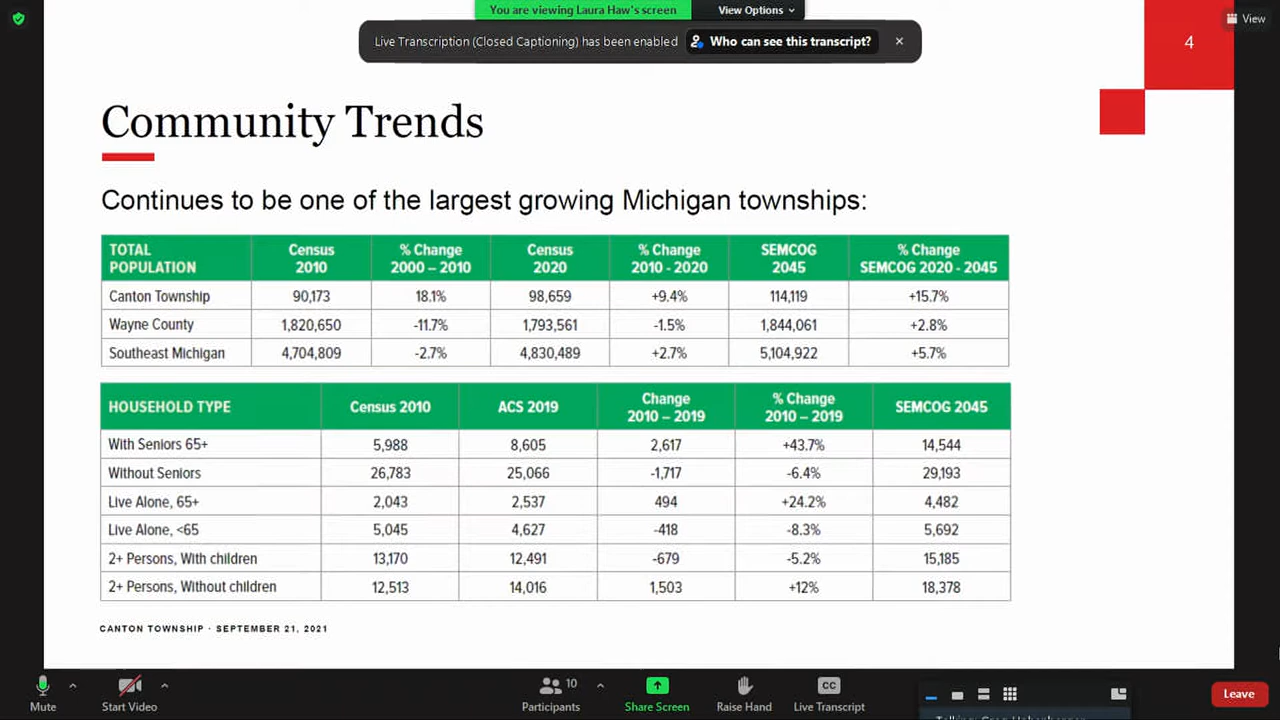 You are viewing Laura Haw's screen
View Options
View
Live Transcription (Closed Captioning) has been enabled
Who can see this transcript?
4
Community Trends
Continues to be one of the largest growing Michigan townships:
TOTAL POPULATION Census 2010 % Change 2000 – 2010 Census 2020 % Change 2010 - 2020 SEMCOG 2045 % Change SEMCOG 2020 - 2045
Canton Township 90,173 18.1% 98,659 +9.4% 114,119 +15.7%
Wayne County 1,820,650 -11.7% 1,793,561 -1.5% 1,844,061 +2.8%
Southeast Michigan 4,704,809 -2.7% 4,830,489 +2.7% 5,104,922 +5.7%
HOUSEHOLD TYPE Census 2010 ACS 2019 Change 2010 – 2019 % Change 2010 – 2019 SEMCOG 2045
With Seniors 65+ 5,988 8,605 2,617 +43.7% 14,544
Without Seniors 26,783 25,066 -1,717 -6.4% 29,193
Live Alone, 65+ 2,043 2,537 494 +24.2% 4,482
Live Alone, <65 5,045 4,627 -418 -8.3% 5,692
2+ Persons, With children 13,170 12,491 -679 -5.2% 15,185
2+ Persons, Without children 12,513 14,016 1,503 +12% 18,378
CANTON TOWNSHIP · SEPTEMBER 21, 2021
Mute
Start Video
Participants 10
Share Screen
Raise Hand
CC
Live Transcript
Leave